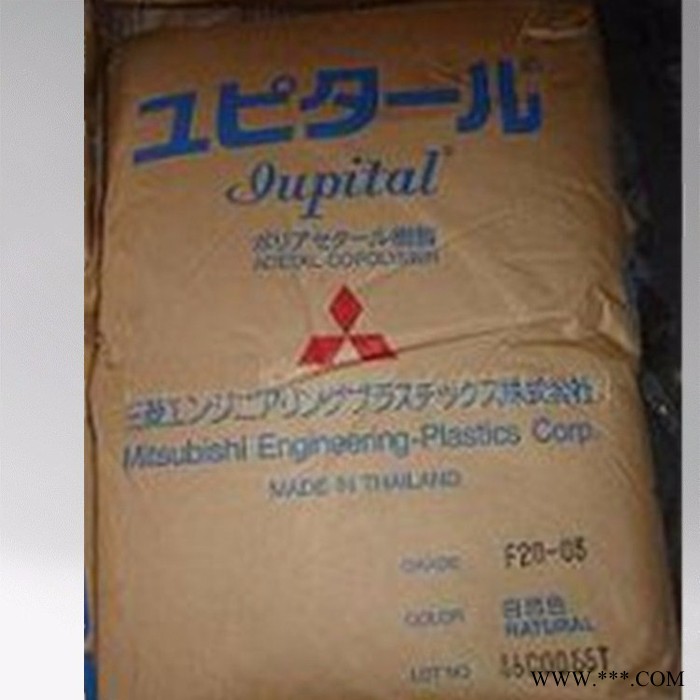 ユピタール®
Iupital®
ポリアセタール樹脂
ACETAL COPOLYMER
三菱エンジニアリングプラスチックス株式会社
Mitsubishi Engineering-Plastics Corp.
MADE IN THAILAND
GRADE F20-03
COLOR 自然色
NATURAL
LOT NO
WWW.***.COM